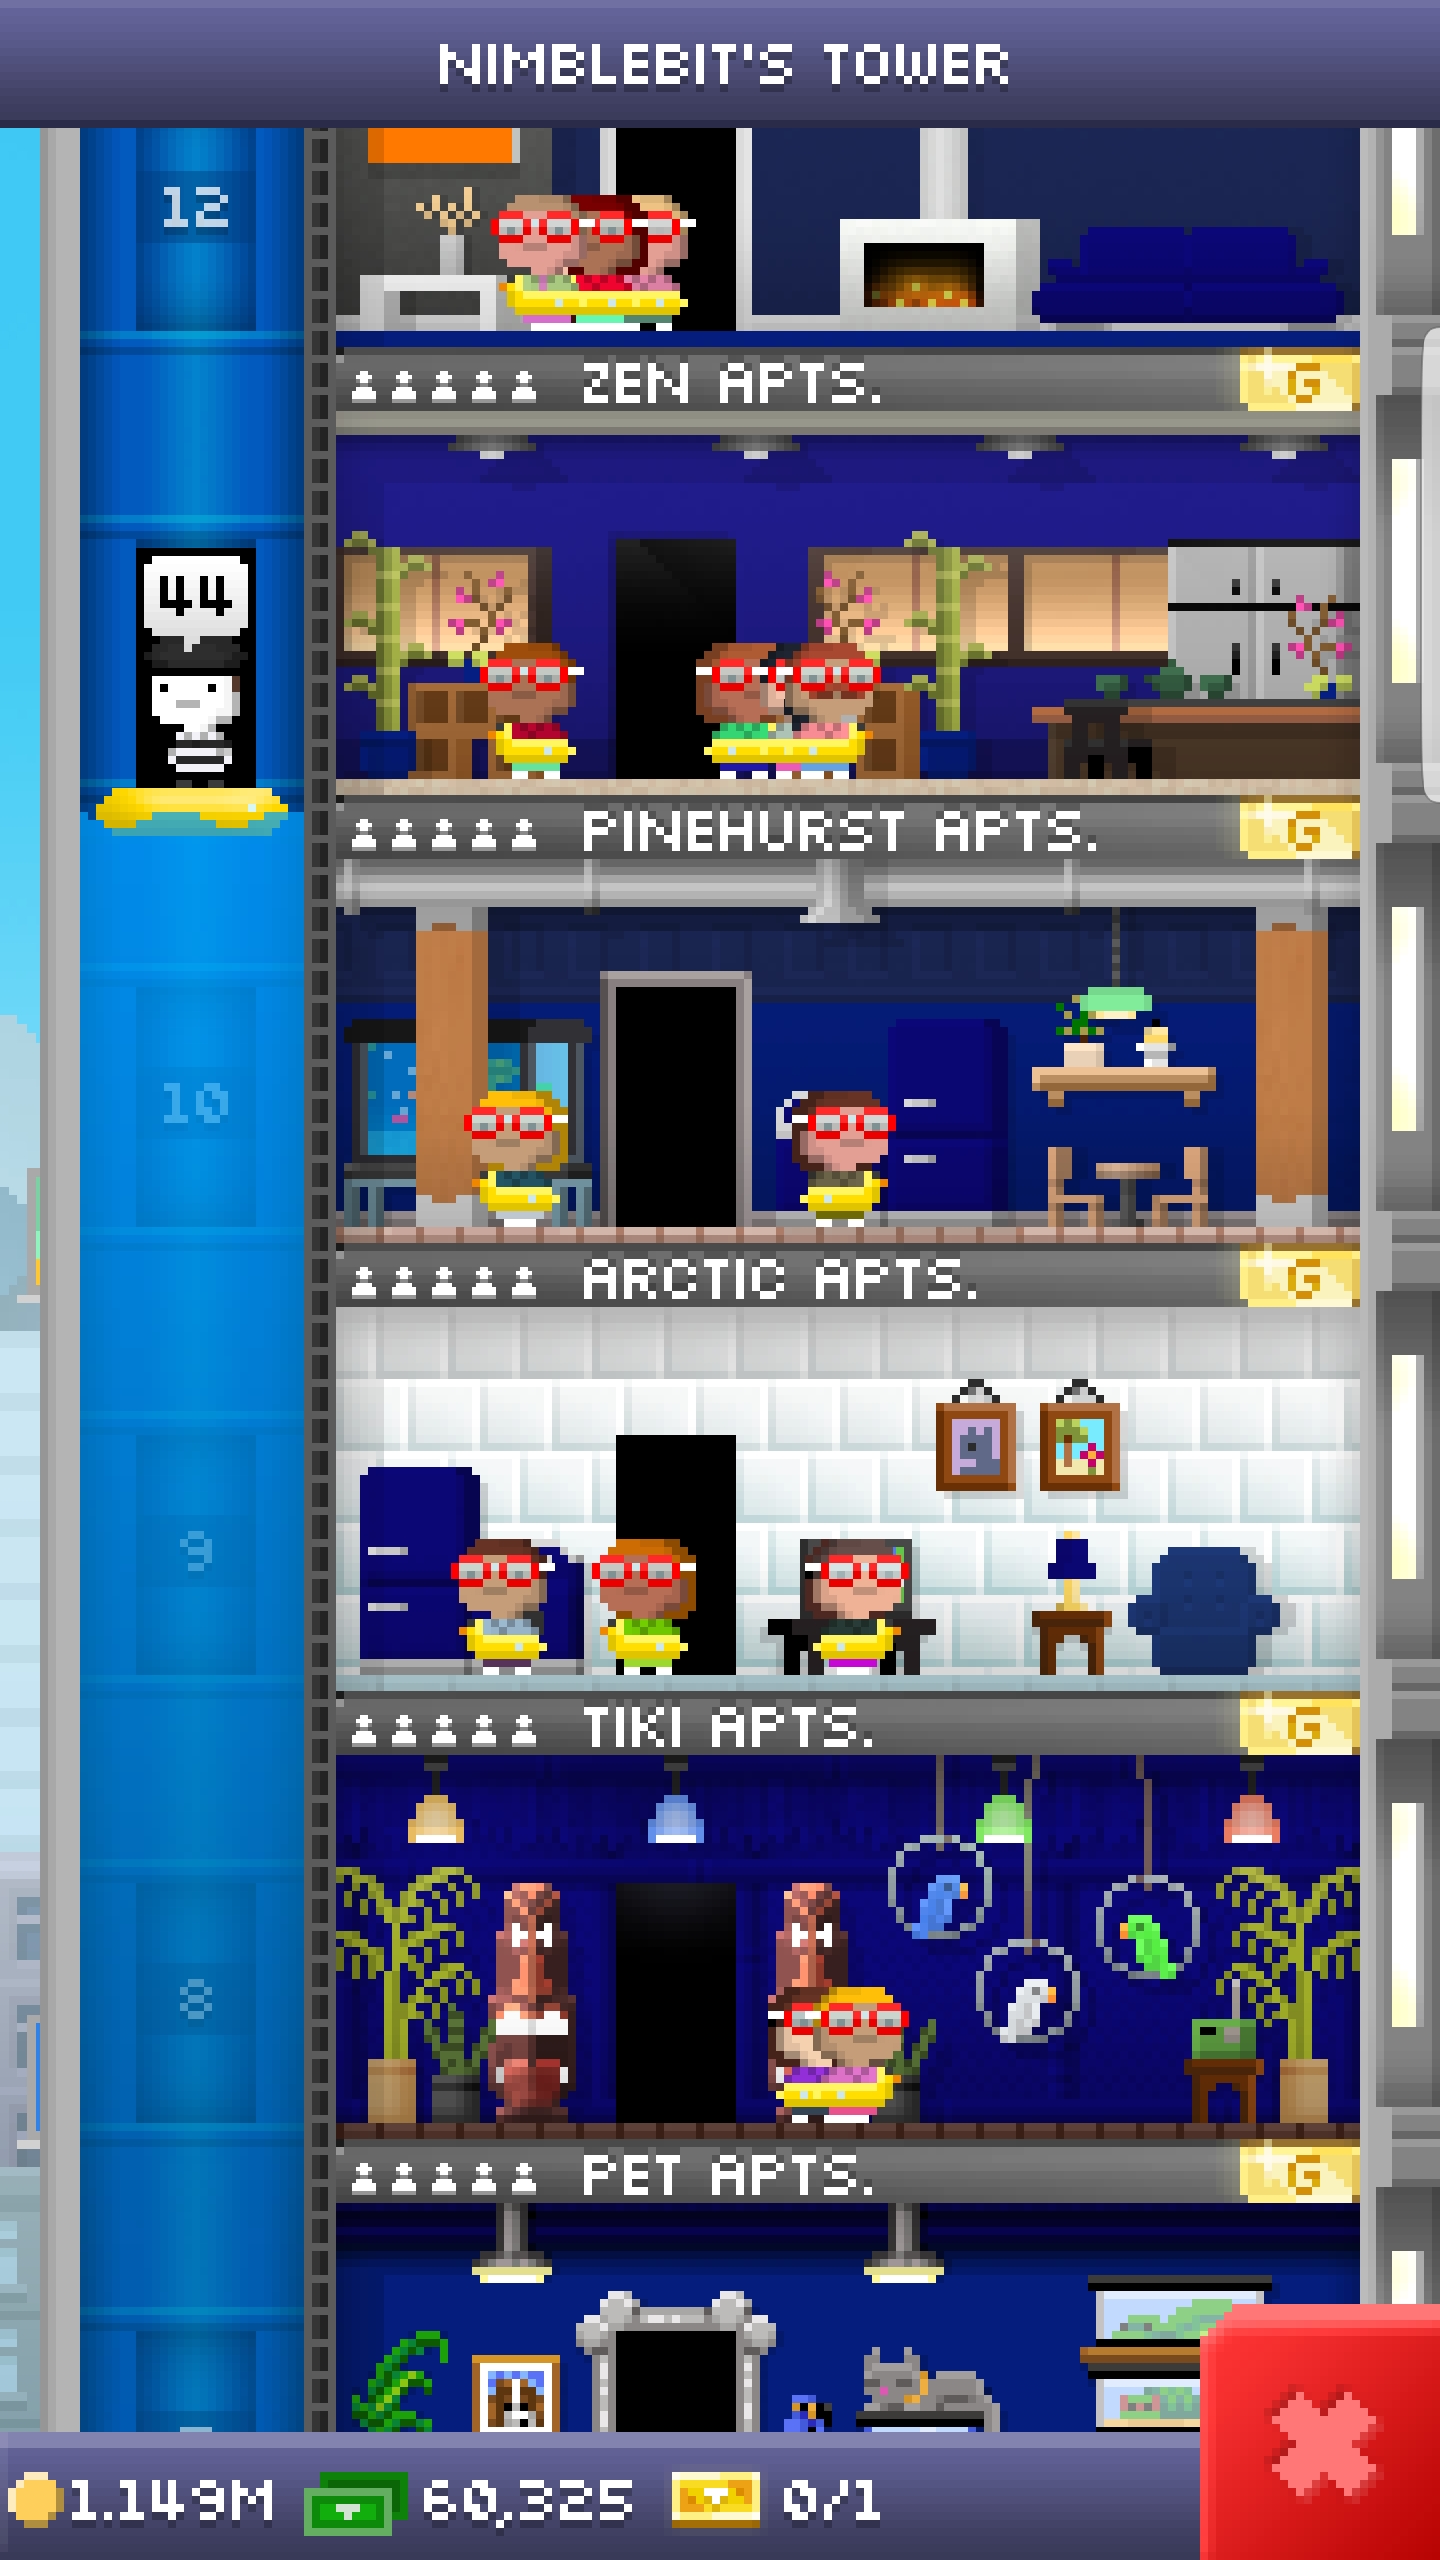 NIMBLEBIT'S TOWER
12
ZEN APTS. G
44
PINEHURST APTS. G
10
ARCTIC APTS. G
9
TIKI APTS. G
8
PET APTS. G
1.149M 60,325 0/1